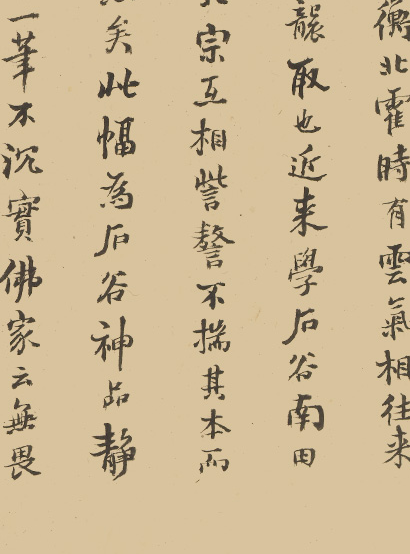 衡北霍時有雲氣相往来
襲取也近来學石谷南田
宗互相訾謷不揣其本而
矣此幅為石谷神品静
一筆不沉實佛家云無畏